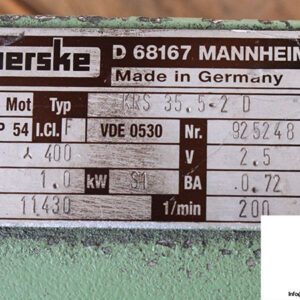 erske
D 68167 MANNHEIM
Made in Germany
Mot Typ KRS 35.5-2 D
P 54 I.Cl. F VDE 0530 Nr. 925248
400 V 2.5
1.0 kW S1 BA 0.72
11430 1/min 200